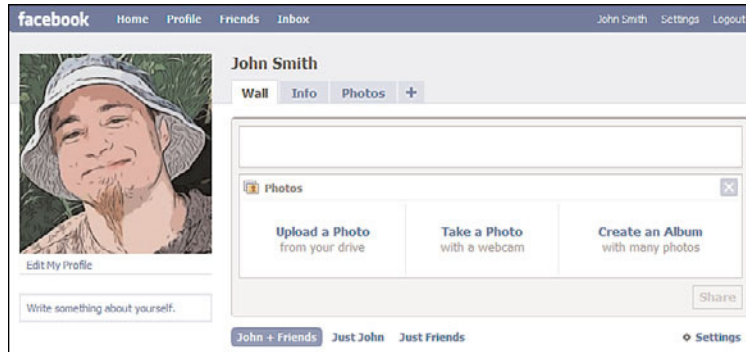 facebook Home Profile Friends Inbox John Smith Settings Logout
John Smith
Wall Info Photos +
Photos
Upload a Photo Take a Photo Create an Album
from your drive with a webcam with many photos
Edit My Profile
Share
Write something about yourself.
John + Friends Just John Just Friends Settings